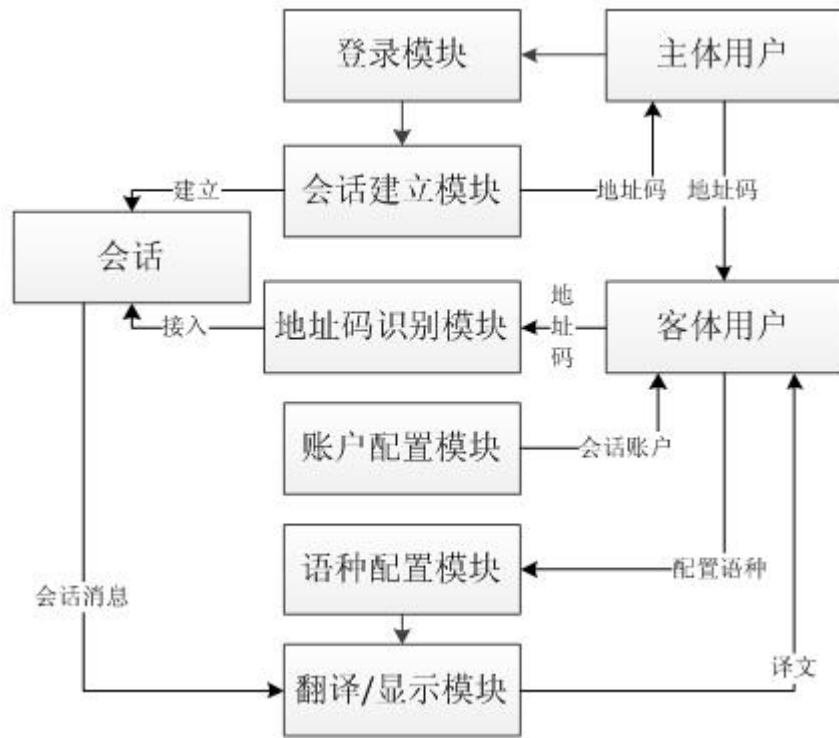 登录模块
主体用户
建立
会话建立模块
地址码
地址码
会话
接入
地址码识别模块
地
址
码
客体用户
账户配置模块
会话账户
语种配置模块
配置语种
会话消息
翻译/显示模块
译文